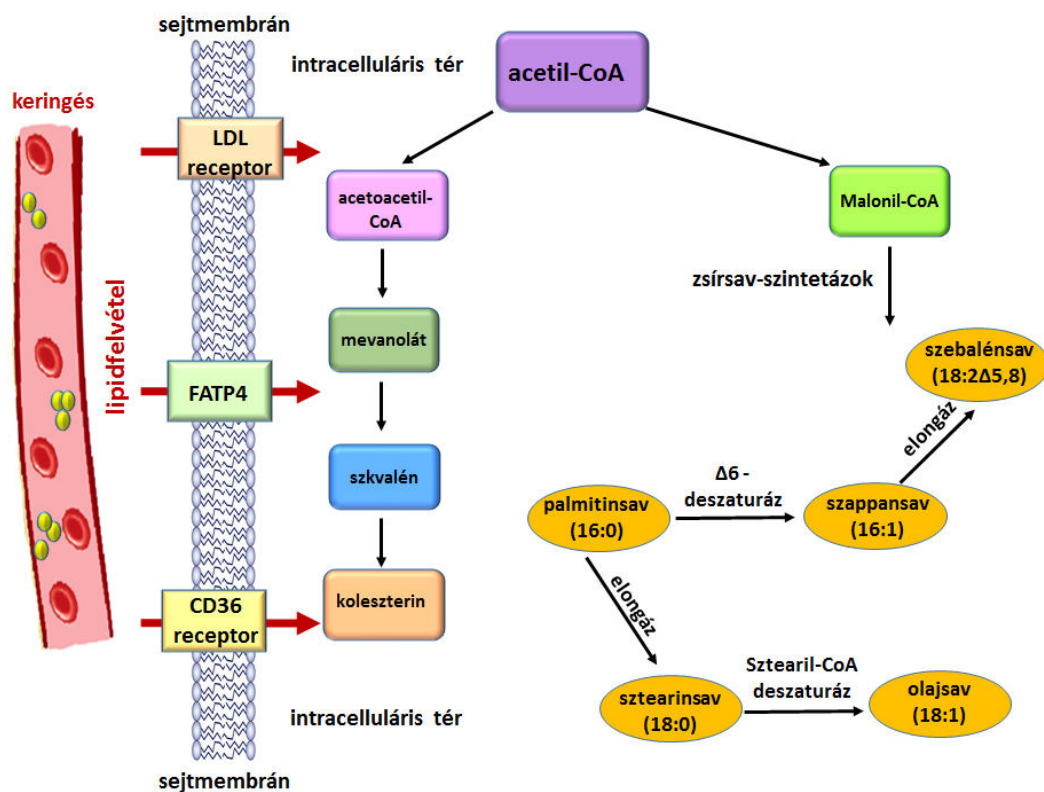 sejtmembrán
intracelluláris tér
acetil-CoA
keringés
LDL
receptor
acetoacetil-
CoA
Malonil-CoA
zsírsav-szintetázok
lipidfelvétel
mevanolát
FATP4
szebalénsav
(18:2Δ5,8)
elongáz
szkvalén
Δ6 -
deszaturáz
palmitinsav
(16:0)
szappansav
(16:1)
koleszterin
CD36
receptor
elongáz
Sztearil-CoA
deszaturáz
sztearinsav
(18:0)
olajsav
(18:1)
intracelluláris tér
sejtmembrán